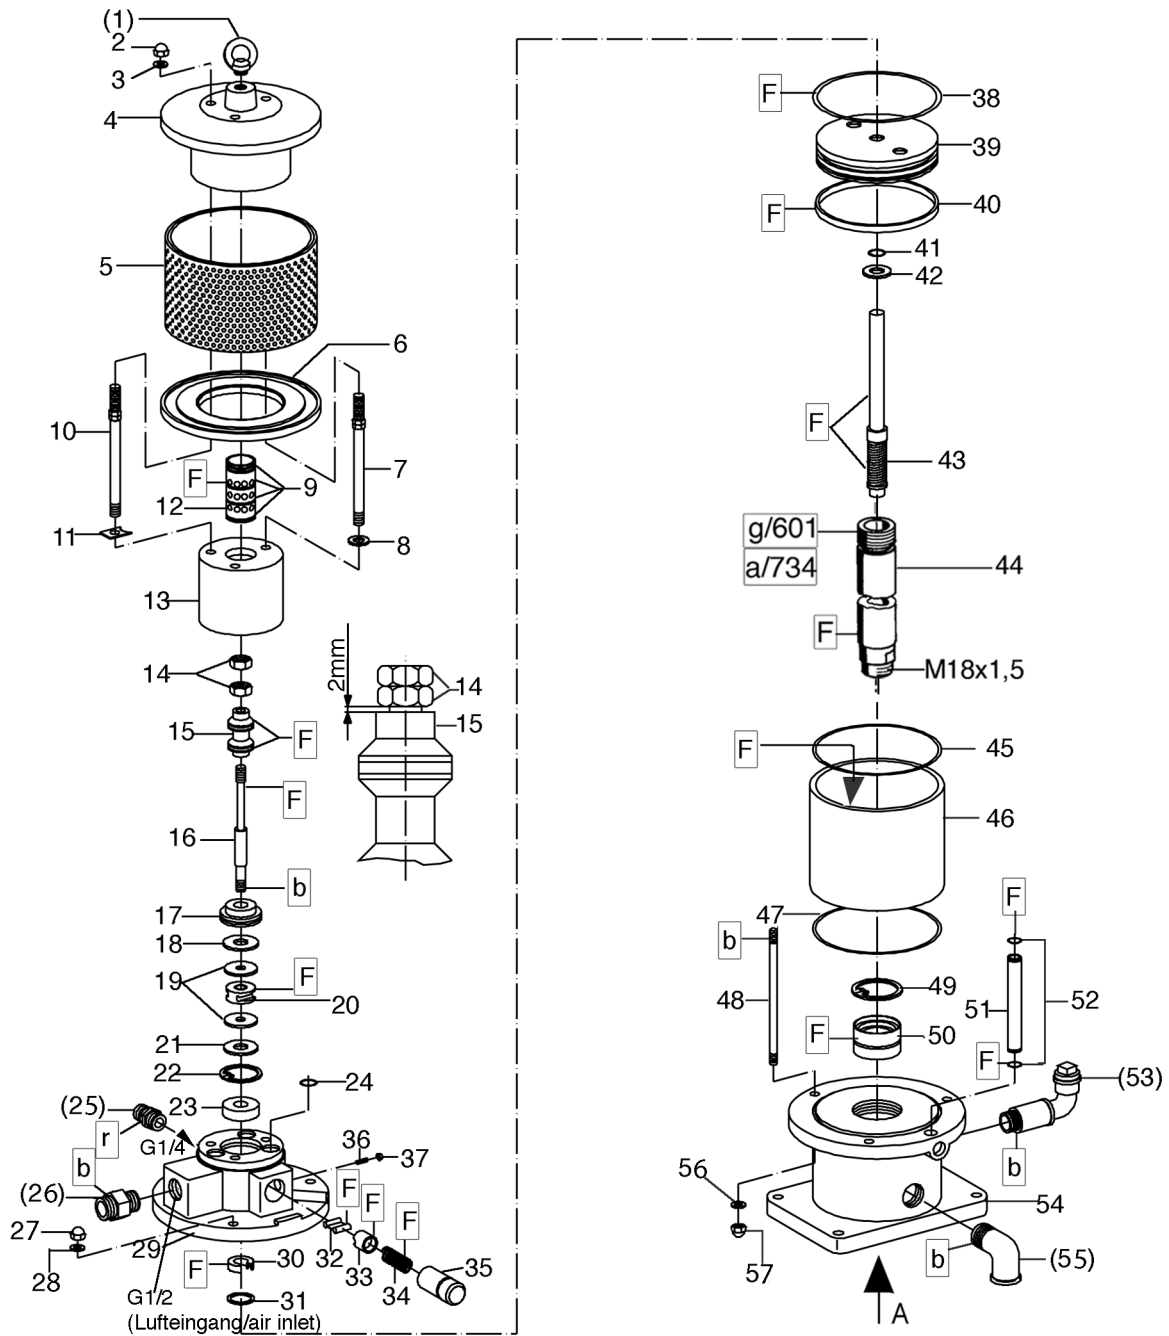 (1)
2
3
4
5
6
10
7
F
9
12
11
8
13
14
2mm
14
15
15
F
F
16
b
17
18
19
F
20
21
22
24
23
(25)
r
G1/4
36
37
b
(26)
F
F
F
27
28
29
32
33
34
35
F
30
31
G1/2
(Lufteingang/air inlet)
F
38
39
F
40
41
42
F
43
g/601
a/734
44
F
M18x1,5
F
45
46
47
b
F
48
49
51
52
F
50
F
(53)
b
56
54
57
b
(55)
A